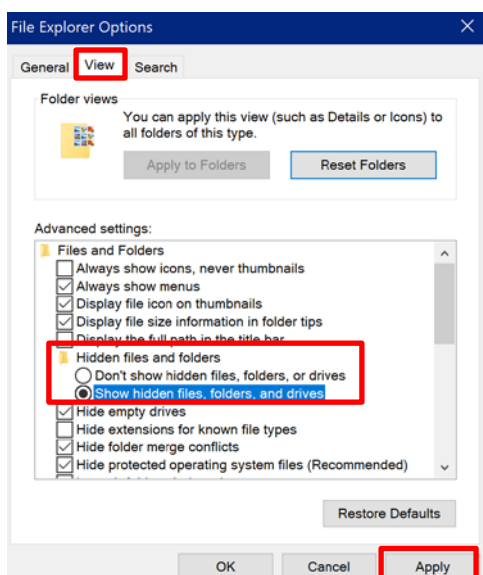 File Explorer Options
General View Search
Folder views
You can apply this view (such as Details or Icons) to
all folders of this type.
Apply to Folders Reset Folders
Advanced settings:
Files and Folders
Always show icons, never thumbnails
Always show menus
Display file icon on thumbnails
Display file size information in folder tips
Display the full path in the title bar
Hidden files and folders
Don't show hidden files, folders, or drives
Show hidden files, folders, and drives
Hide empty drives
Hide extensions for known file types
Hide folder merge conflicts
Hide protected operating system files (Recommended)
Restore Defaults
OK Cancel Apply